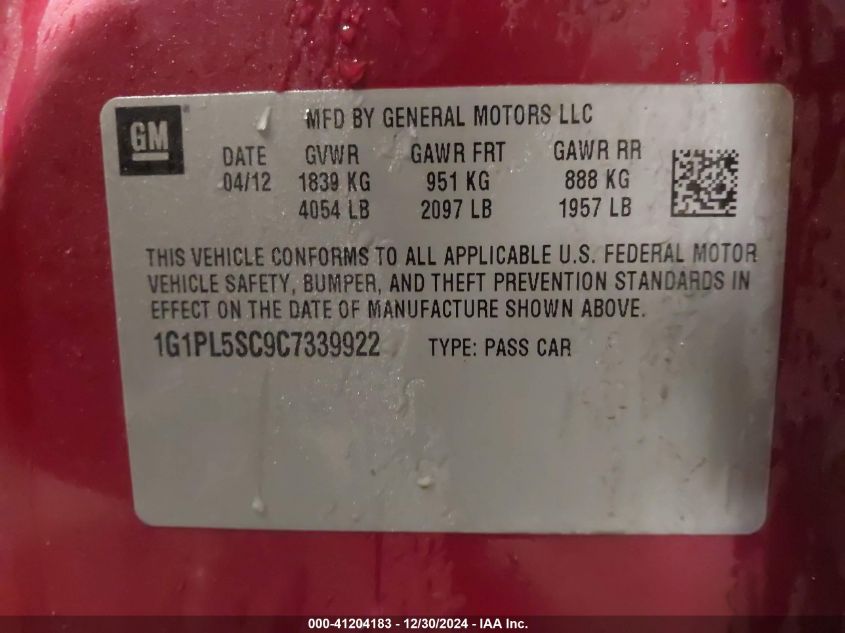 GM
MFD BY GENERAL MOTORS LLC
DATE GVWR GAWR FRT GAWR RR
04/12 1839 KG 951 KG 888 KG
4054 LB 2097 LB 1957 LB
THIS VEHICLE CONFORMS TO ALL APPLICABLE U.S. FEDERAL MOTOR
VEHICLE SAFETY, BUMPER, AND THEFT PREVENTION STANDARDS IN
EFFECT ON THE DATE OF MANUFACTURE SHOWN ABOVE.
1G1PL5SC9C7339922 TYPE: PASS CAR
000-41204183 - 12/30/2024 - IAA Inc.